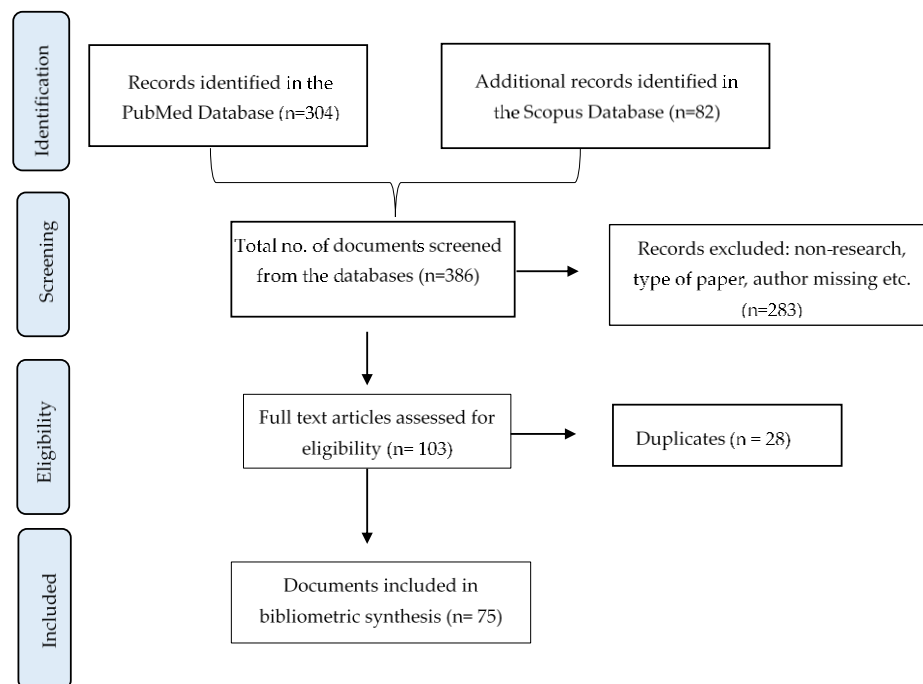 Identification
Records identified in the
PubMed Database (n=304)
Additional records identified in
the Scopus Database (n=82)
Screening
Total no. of documents screened
from the databases (n=386)
Records excluded: non-research,
type of paper, author missing etc.
(n=283)
Eligibility
Full text articles assessed for
eligibility (n= 103)
Duplicates (n = 28)
Included
Documents included in
bibliometric synthesis (n= 75)